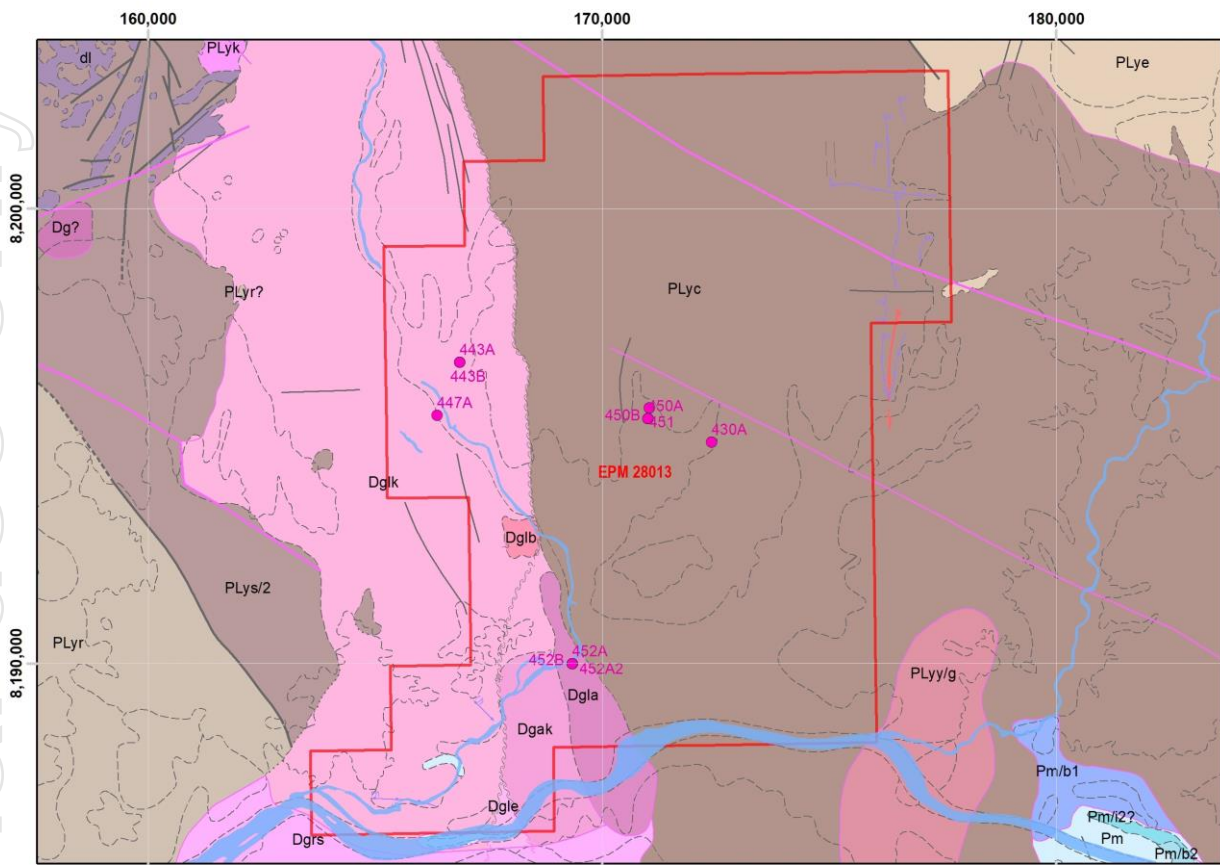 160,000
170,000
180,000
PLyk
dl
PLye
8,200,000
Dg?
PLyr?
PLyc
443A
443B
447A
450A
450B
451
430A
EPM 28013
Dglk
Dglb
PLys/2
PLyr
8,190,000
452B
452A
452A2
Dgla
PLyy/g
Dgak
Pm/b1
Dgle
Pm/i2?
Dgrs
Pm
Pm/b2